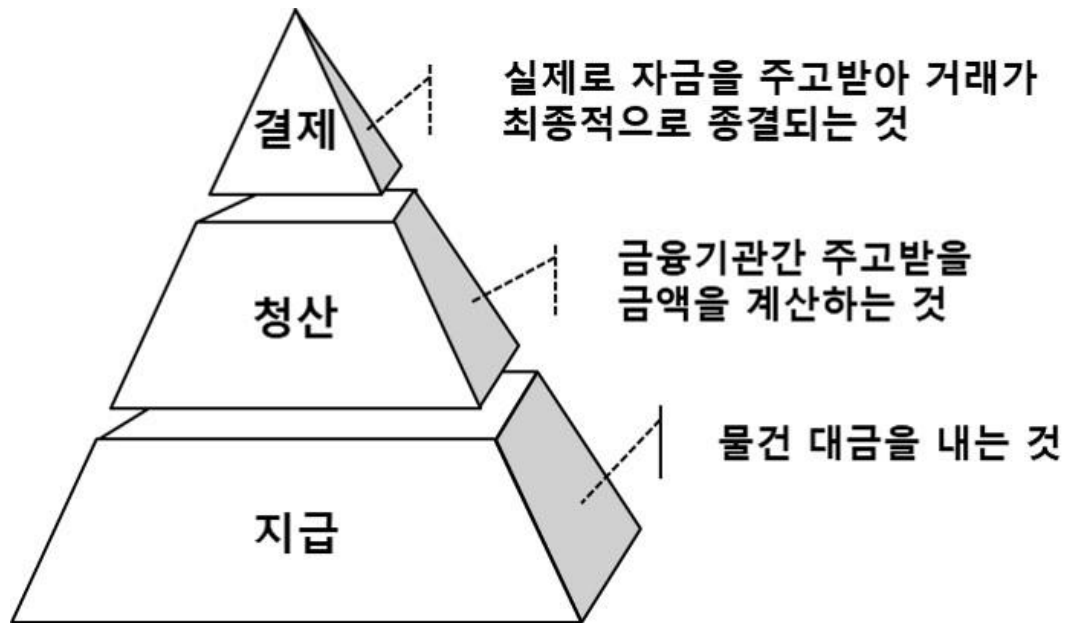 결제
실제로 자금을 주고받아 거래가
최종적으로 종결되는 것
청산
금융기관간 주고받을
금액을 계산하는 것
지급
물건 대금을 내는 것